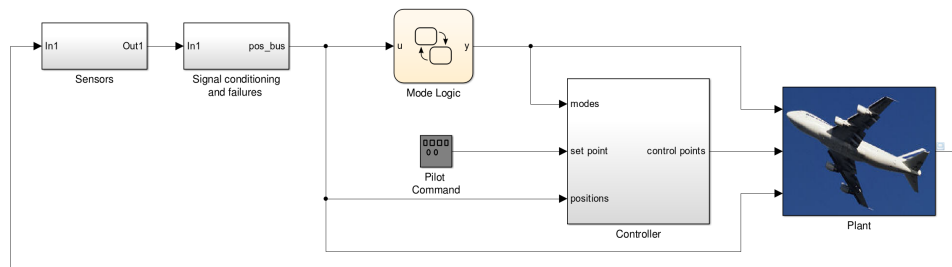 In1
Out1
Sensors
In1
pos_bus
Signal conditioning
and failures
u
y
Mode Logic
Pilot
Command
modes
set point
positions
control points
Controller
Plant